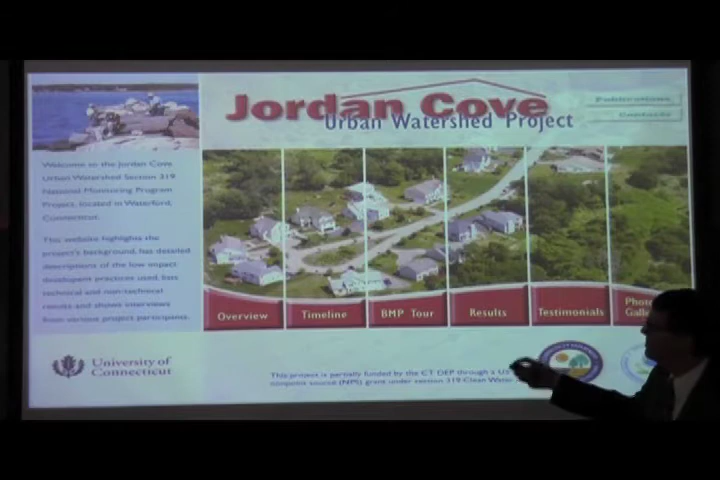 Jordan Cove
Urban Watershed Project
Publications
Contacts
Welcome to the Jordan Cove
Urban Watershed Section 319
National Monitoring Program
Project, located in Waterford,
Connecticut.
This website highlights the
project's background, has detailed
descriptions of the low impact
development practices used, lists
technical and non-technical
results and shows interviews
from various project participants.
Overview
Timeline
BMP Tour
Results
Testimonials
Photo
University of
Connecticut
This project is partially funded by the CT DEP through a US
nonpoint source (NPS) grant under section 319 Clean Water